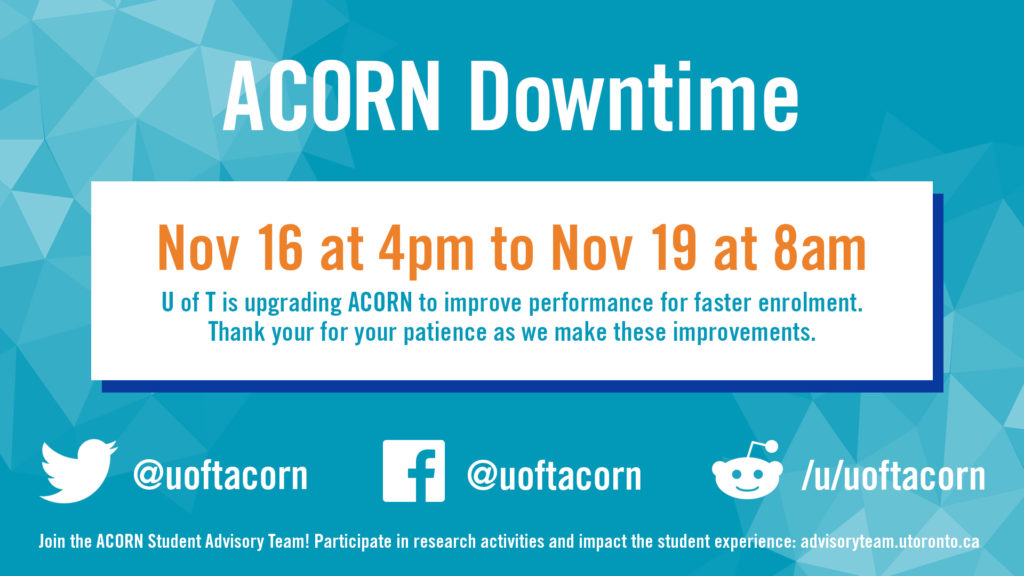 ACORN Downtime
Nov 16 at 4pm to Nov 19 at 8am
U of T is upgrading ACORN to improve performance for faster enrolment.
Thank your for your patience as we make these improvements.
@uoftacorn
@uoftacorn
/u/uoftacorn
Join the ACORN Student Advisory Team! Participate in research activities and impact the student experience: advisoryteam.utoronto.ca